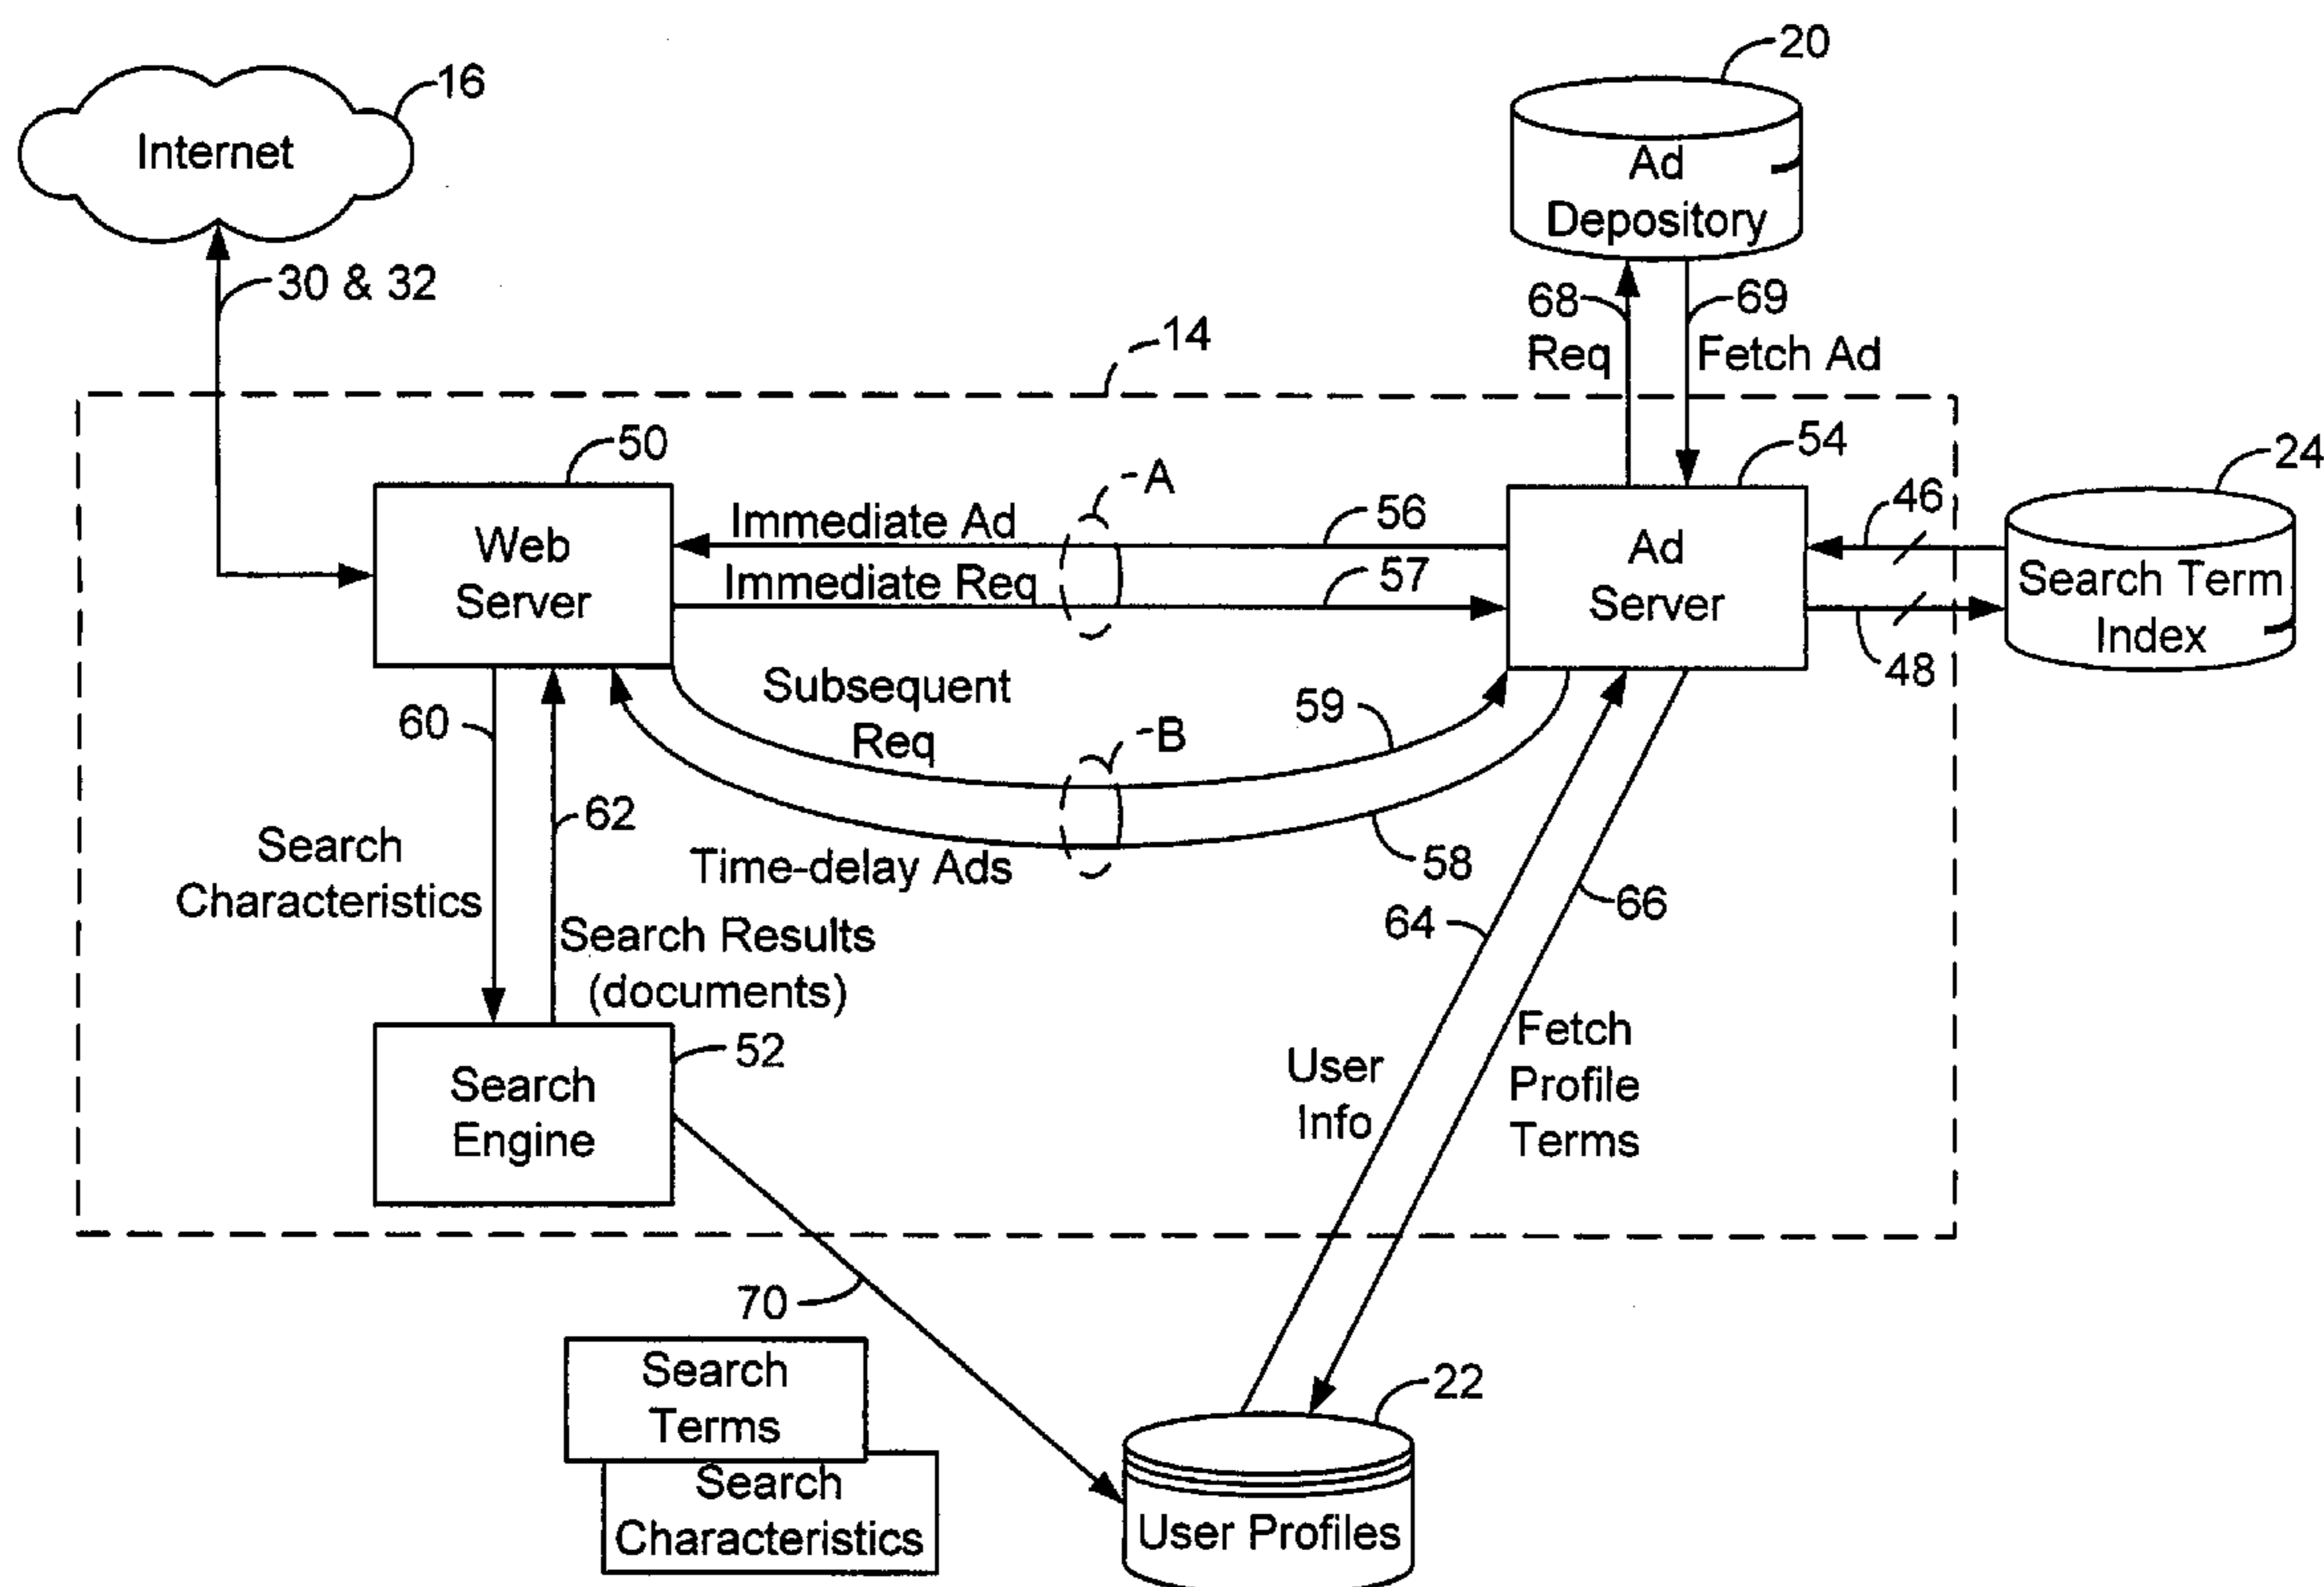 20
16
Internet
Ad
Depository
30 & 32
68
69
Req
Fetch Ad
14
50
54
24
A
46
Immediate Ad
56
Web
Server
Ad
Server
Immediate Req
57
Search Term
Index
48
Subsequent
Req
59
60
B
62
58
Search
Characteristics
Time-delay Ads
64
66
Search Results
(documents)
52
Search
Engine
User
Info
Fetch
Profile
Terms
70
Search
Terms
22
Search
Characteristics
User Profiles